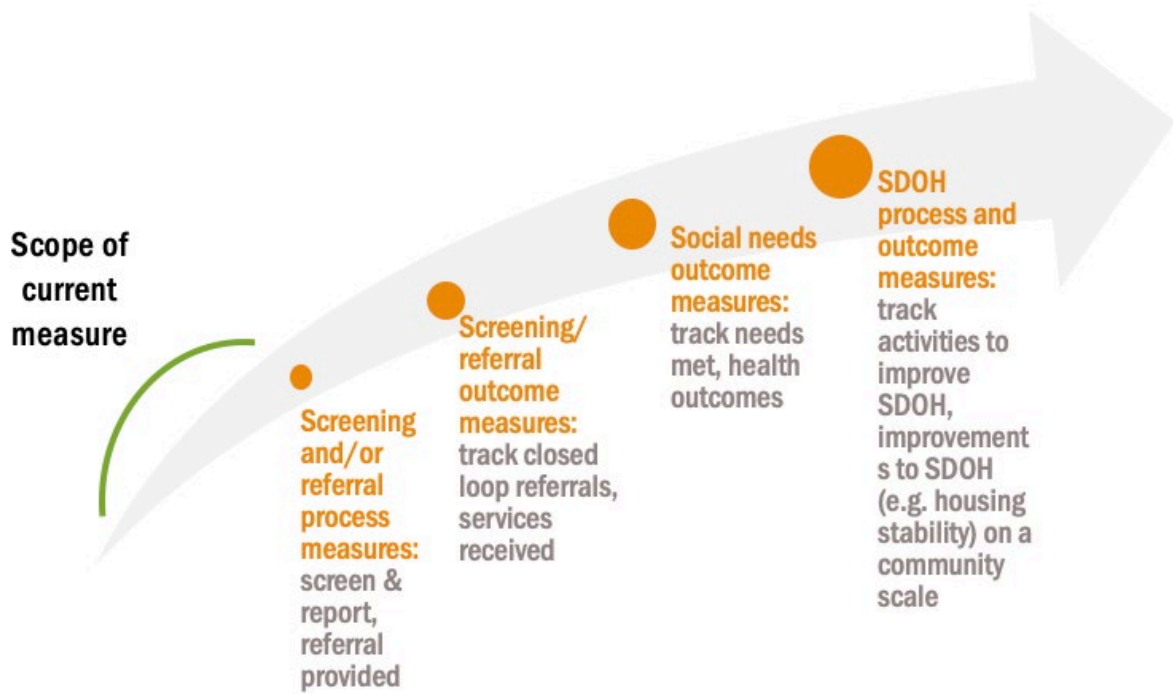 Scope of
current
measure
Screening
and/or
referral
process
measures:
screen &
report,
referral
provided
Screening/
referral
outcome
measures:
track closed
loop referrals,
services
received
Social needs
outcome
measures:
track needs
met, health
outcomes
SDOH
process and
outcome
measures:
track
activities to
improve
SDOH,
improvement
s to SDOH
(e.g. housing
stability) on a
community
scale